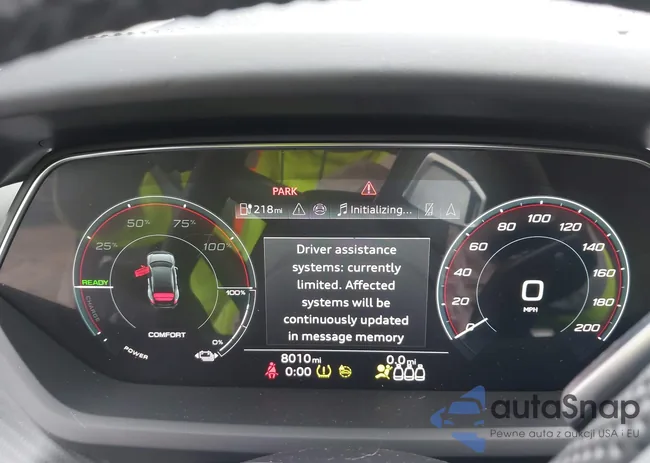 PARK
218mi Initializing...
50% 75%
25% 100%
READY
CHARGE
100%
COMFORT
0%
POWER
Driver assistance
systems: currently
limited. Affected
systems will be
continuously updated
in message memory
80 100 120
60 140
40 160
20 180
0 200
0
MPH
8010mi 0.0mi
0:00
autoSnap
Pewne auta z aukcji USA i EU